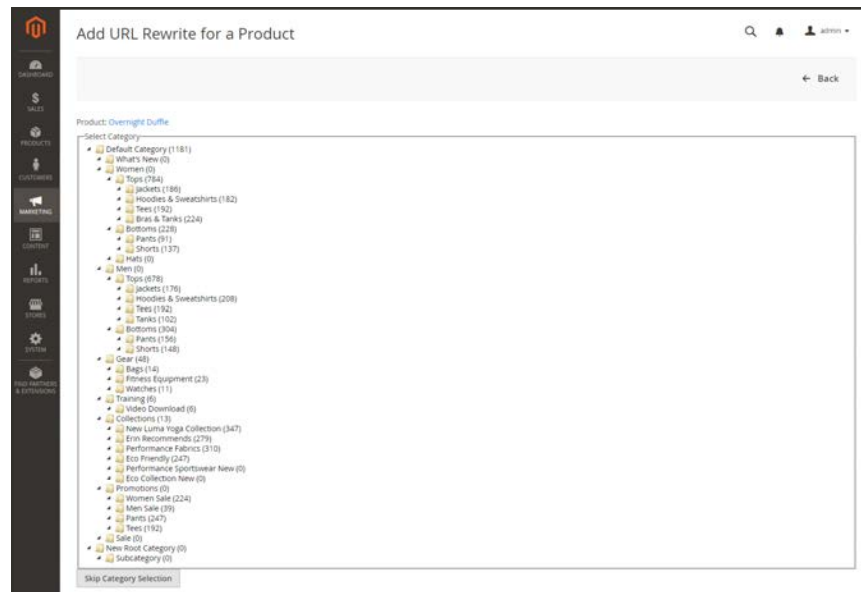 Add URL Rewrite for a Product
admin
DASHBOARD
SALES
PRODUCTS
CUSTOMERS
MARKETING
CONTENT
REPORTS
STORES
SYSTEM
FIND PARTNERS
& EXTENSIONS
← Back
Product: Overnight Duffle
Select Category
Default Category (1181)
What's New (0)
Women (0)
Tops (784)
Jackets (186)
Hoodies & Sweatshirts (182)
Tees (192)
Bras & Tanks (224)
Bottoms (228)
Pants (91)
Shorts (137)
Hats (0)
Men (0)
Tops (678)
Jackets (176)
Hoodies & Sweatshirts (208)
Tees (192)
Tanks (102)
Bottoms (304)
Pants (156)
Shorts (148)
Gear (48)
Bags (14)
Fitness Equipment (23)
Watches (11)
Training (6)
Video Download (6)
Collections (13)
New Luma Yoga Collection (347)
Erin Recommends (279)
Performance Fabrics (310)
Eco Friendly (247)
Performance Sportswear New (0)
Eco Collection New (0)
Promotions (0)
Women Sale (224)
Men Sale (39)
Pants (247)
Tees (192)
Sale (0)
New Root Category (0)
Subcategory (0)
Skip Category Selection